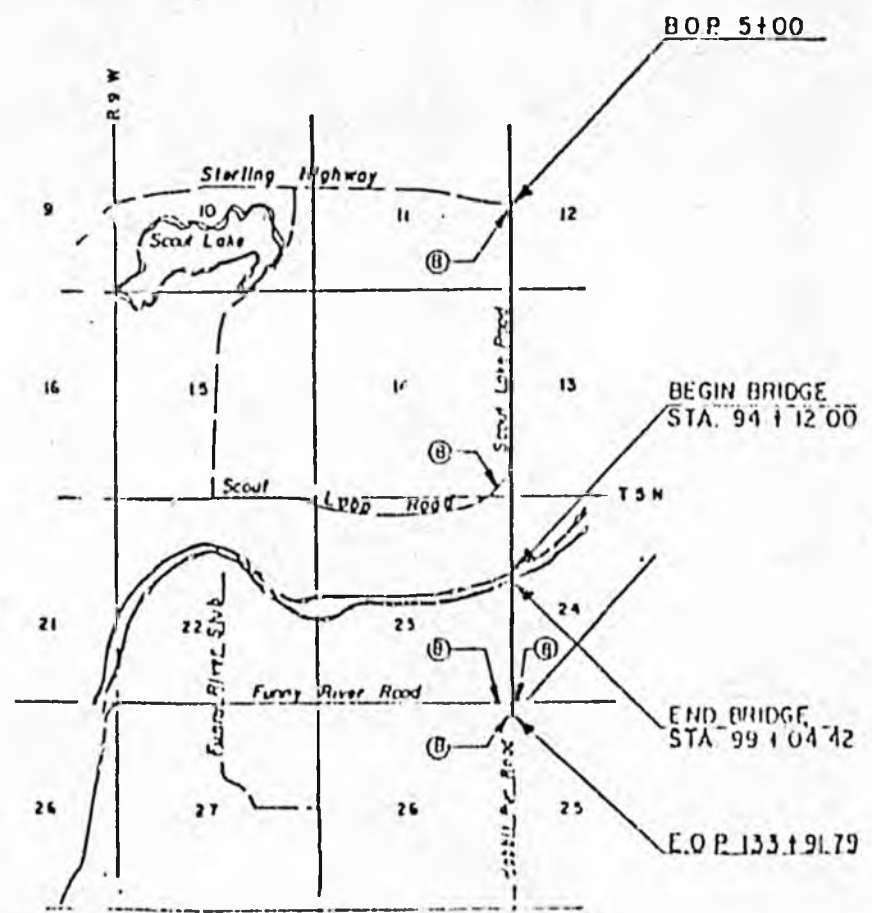 B.O.P. 5+00
R 9 W
Sterling Highway
9
10
11
12
Scout Lake
B
16
15
14
13
Scout Lake Road
BEGIN BRIDGE
STA. 94+12.00
B
Scout Loop Road
T 5 N
21
22
23
24
B
B
Funny River Road
END BRIDGE
STA. 99+04.42
B
26
27
26
25
E.O.P. 133+91.79